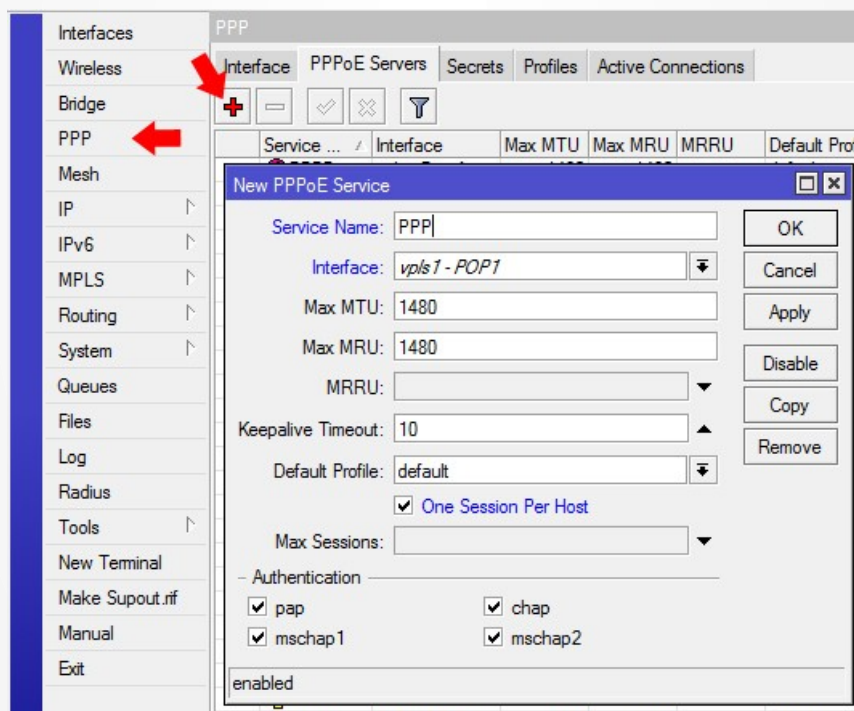 Interfaces
Wireless
Bridge
PPP
Mesh
IP
IPv6
MPLS
Routing
System
Queues
Files
Log
Radius
Tools
New Terminal
Make Supout.rif
Manual
Exit
PPP
Interface PPPoE Servers Secrets Profiles Active Connections
Service ... Interface Max MTU Max MRU MRRU Default Prof
New PPPoE Service
Service Name: PPP
Interface: vpls1 - POP1
Max MTU: 1480
Max MRU: 1480
MRRU:
Keepalive Timeout: 10
Default Profile: default
One Session Per Host
Max Sessions:
Authentication
pap chap
mschap1 mschap2
enabled
OK
Cancel
Apply
Disable
Copy
Remove